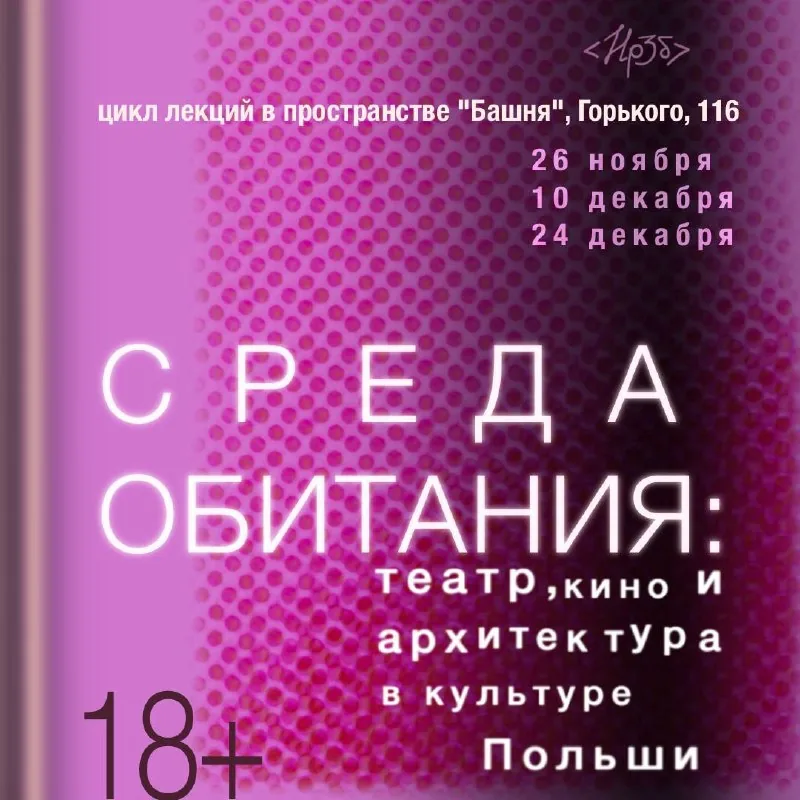 <Ирзб>
цикл лекций в пространстве "Башня", Горького, 116
26 ноября
10 декабря
24 декабря
СРЕДА
ОБИТАНИЯ:
театр, кино и
архитектура
в культуре
Польши
18+